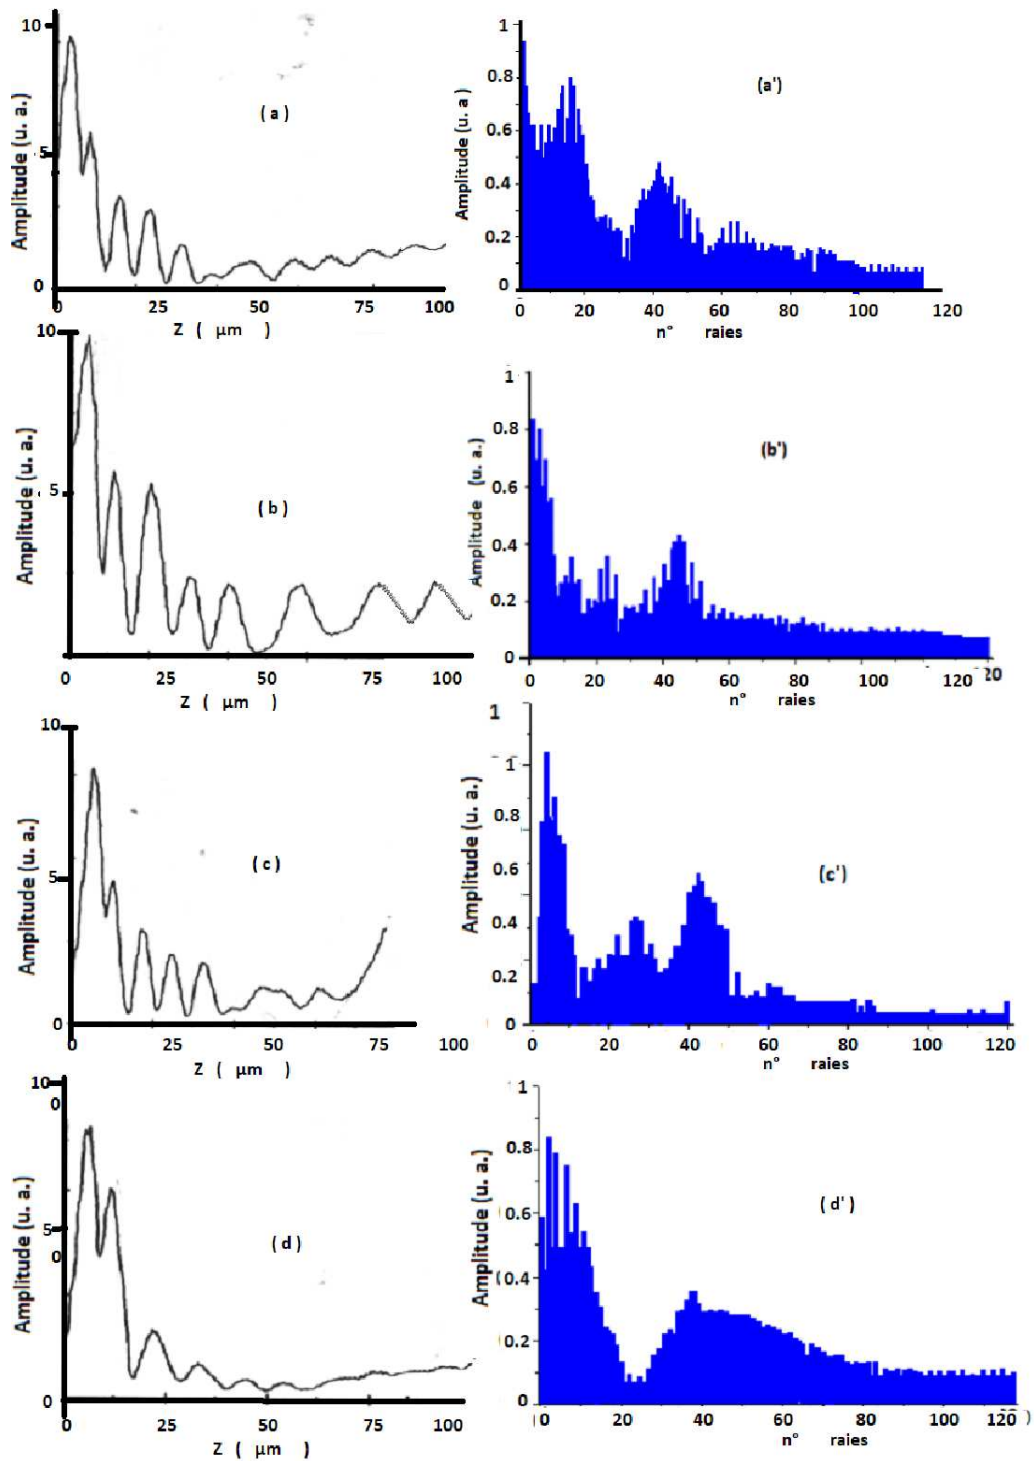 10
5
0
Amplitude (u. a.)
( a )
0 25 50 75 100
Z ( µm )
1
0.8
0.6
0.4
0.2
0
Amplitude (u. a )
(a')
0 20 40 60 80 100 120
n° raies
10
5
Amplitude (u. a.)
( b )
0 25 50 75 100
Z ( µm )
1
0.8
0.6
0.4
0.2
0
Amplitude (u. a.)
(b')
0 20 40 60 80 100 120 20
n° raies
10
5
0
Amplitude (u. a.)
( c )
0 25 50 75 100
Z ( µm )
1
1
0.8
0.6
0.4
0.2
0
Amplitude (u. a.)
(c')
0 20 40 60 80 100 120
n° raies
10
0
5
0
0
Amplitude (u. a.)
( d )
0 25 50 75 100
Z ( µm )
1
0.8
0.6
0.4
0.2
0
Amplitude (u. a.)
( d' )
0 20 40 60 80 100 120 )
n° raies